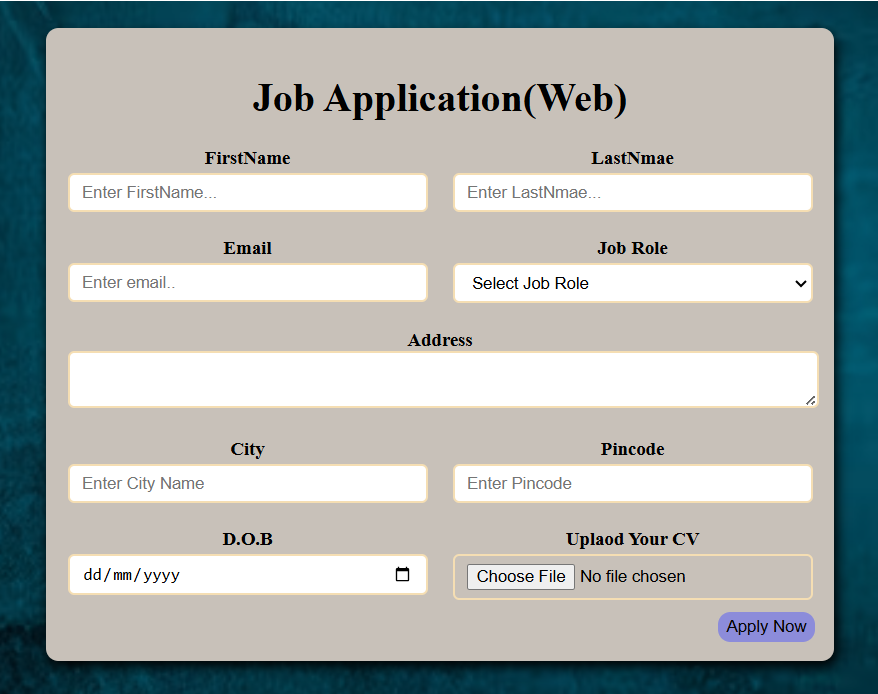 Job Application(Web)
FirstName LastNmae
Enter FirstName... Enter LastNmae...
Email Job Role
Enter email.. Select Job Role
Address
City Pincode
Enter City Name Enter Pincode
D.O.B Uplaod Your CV
dd/mm/yyyy Choose File No file chosen
Apply Now